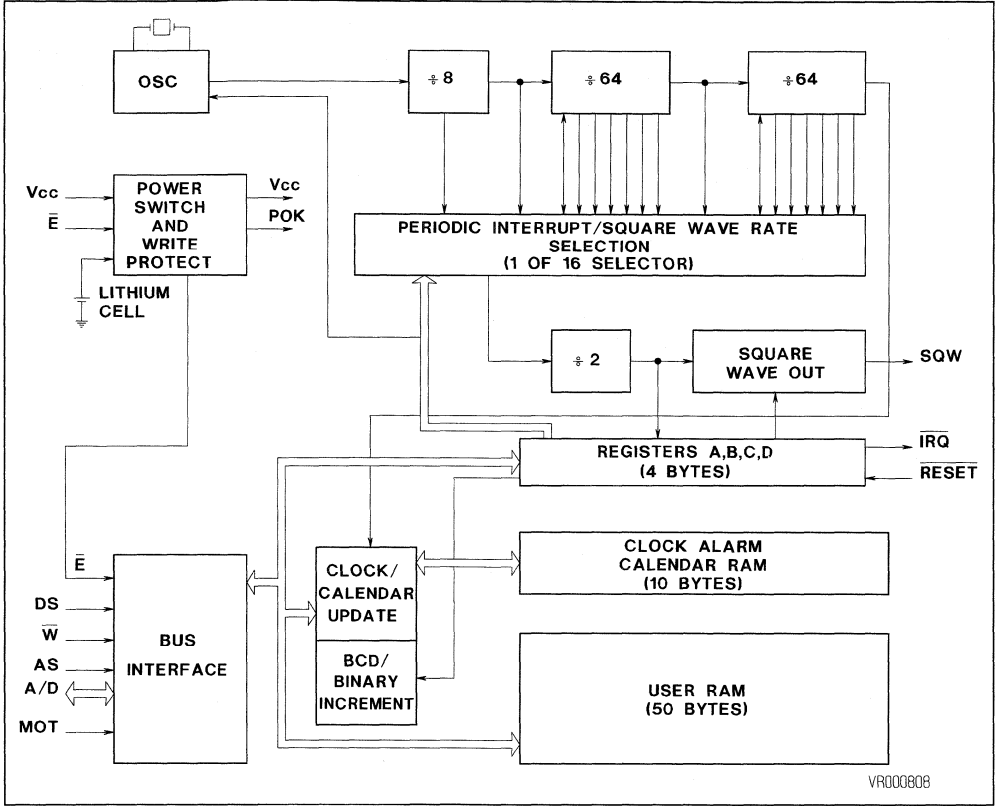 OSC
÷ 8
÷64
÷64
Vcc
E̅
POWER
SWITCH
AND
WRITE
PROTECT
Vcc
POK
LITHIUM
CELL
PERIODIC INTERRUPT/SQUARE WAVE RATE
SELECTION
(1 OF 16 SELECTOR)
÷ 2
SQUARE
WAVE OUT
SQW
REGISTERS A,B,C,D
(4 BYTES)
I̅R̅Q̅
R̅E̅S̅E̅T̅
E̅
DS
W̅
AS
A/D
MOT
BUS
INTERFACE
CLOCK/
CALENDAR
UPDATE
BCD/
BINARY
INCREMENT
CLOCK ALARM
CALENDAR RAM
(10 BYTES)
USER RAM
(50 BYTES)
VR000808